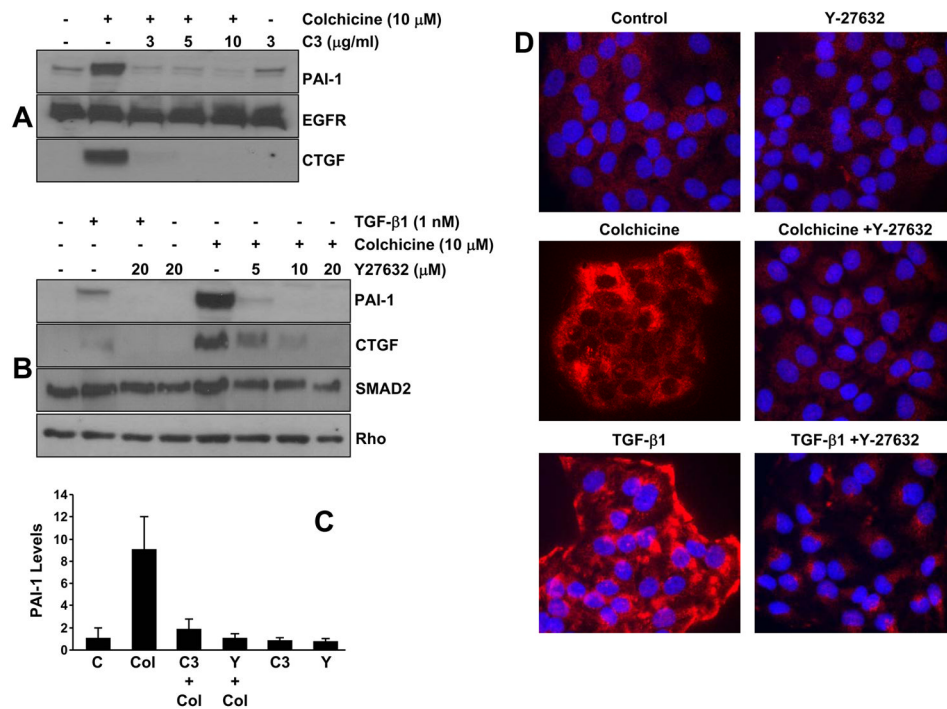 - + + + + - Colchicine (10 μM)
- - 3 5 10 3 C3 (μg/ml)
PAI-1
A
EGFR
CTGF
- + + - TGF-β1 (1 nM)
+ + + + Colchicine (10 μM)
- - 20 20 - 5 10 20 Y27632 (μM)
PAI-1
CTGF
B
SMAD2
Rho
C
PAI-1 Levels
14
12
10
8
6
4
2
0
C Col C3 + Col Y + Col C3 Y
D
Control
Y-27632
Colchicine
Colchicine +Y-27632
TGF-β1
TGF-β1 +Y-27632